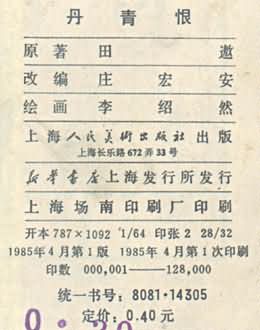 丹青恨
原著 田遨
改编 庄宏安
绘画 李绍然
上海人民美術出版社 出版
上海长乐路672弄33号
新华書店上海发行所发行
上海场南印刷厂印刷
开本 787×1092 1/64 印张 2 28/32
1985年4月第1版 1985年4月第1次印刷
印数 000,001——128,000
统一书号：8081·14305
定价：0.40元